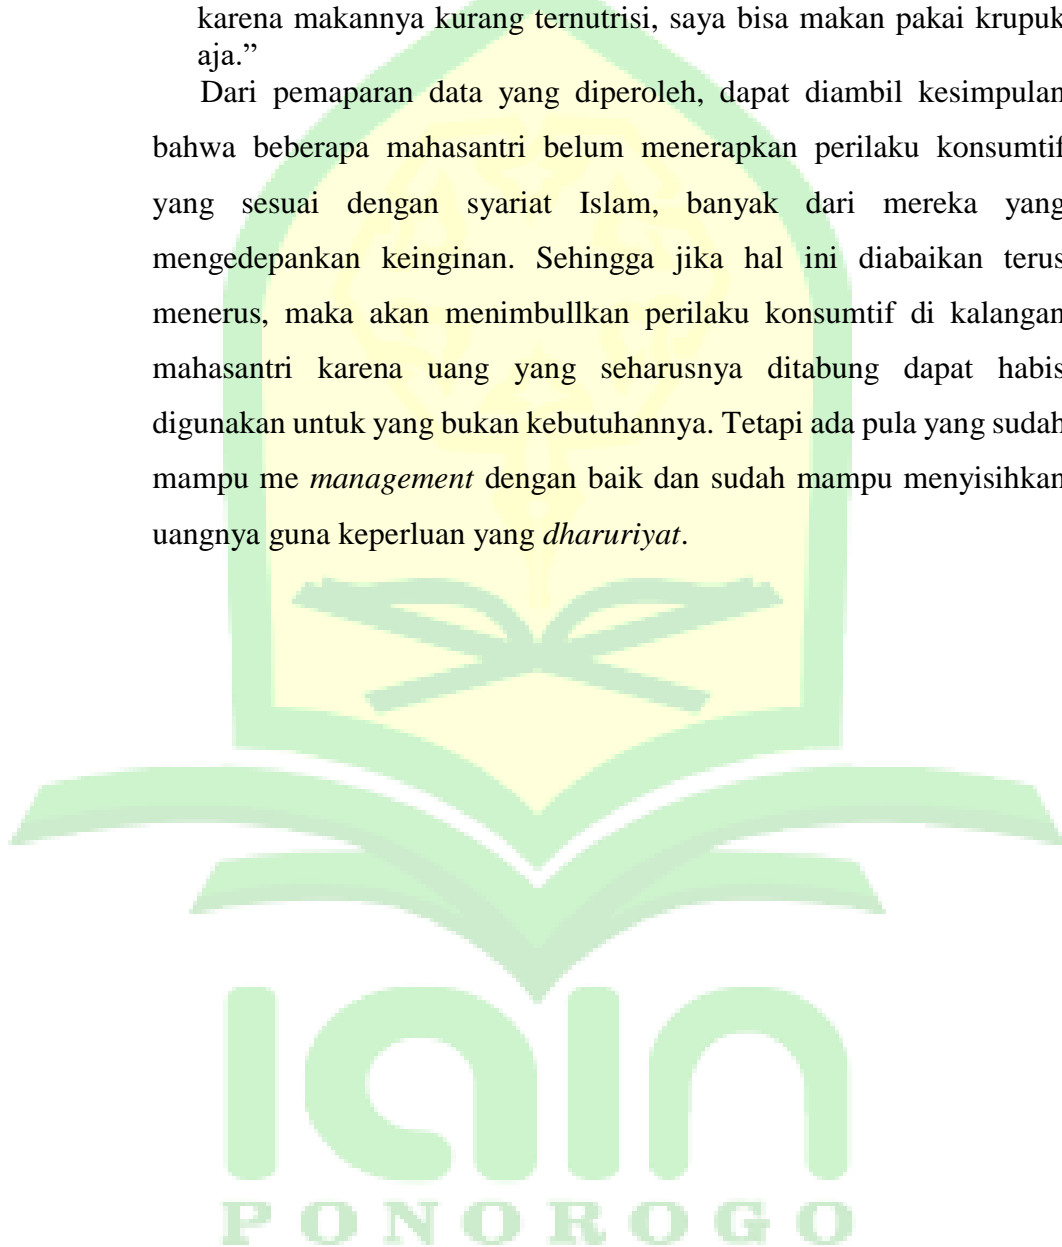 karena makannya kurang ternutrisi, saya bisa makan pakai krupuk
aja.”
Dari pemaparan data yang diperoleh, dapat diambil kesimpulan
bahwa beberapa mahasantri belum menerapkan perilaku konsumtif
yang sesuai dengan syariat Islam, banyak dari mereka yang
mengedepankan keinginan. Sehingga jika hal ini diabaikan terus
menerus, maka akan menimbullkan perilaku konsumtif di kalangan
mahasantri karena uang yang seharusnya ditabung dapat habis
digunakan untuk yang bukan kebutuhannya. Tetapi ada pula yang sudah
mampu me management dengan baik dan sudah mampu menyisihkan
uangnya guna keperluan yang dharuriyat.
iain
PONOROGO